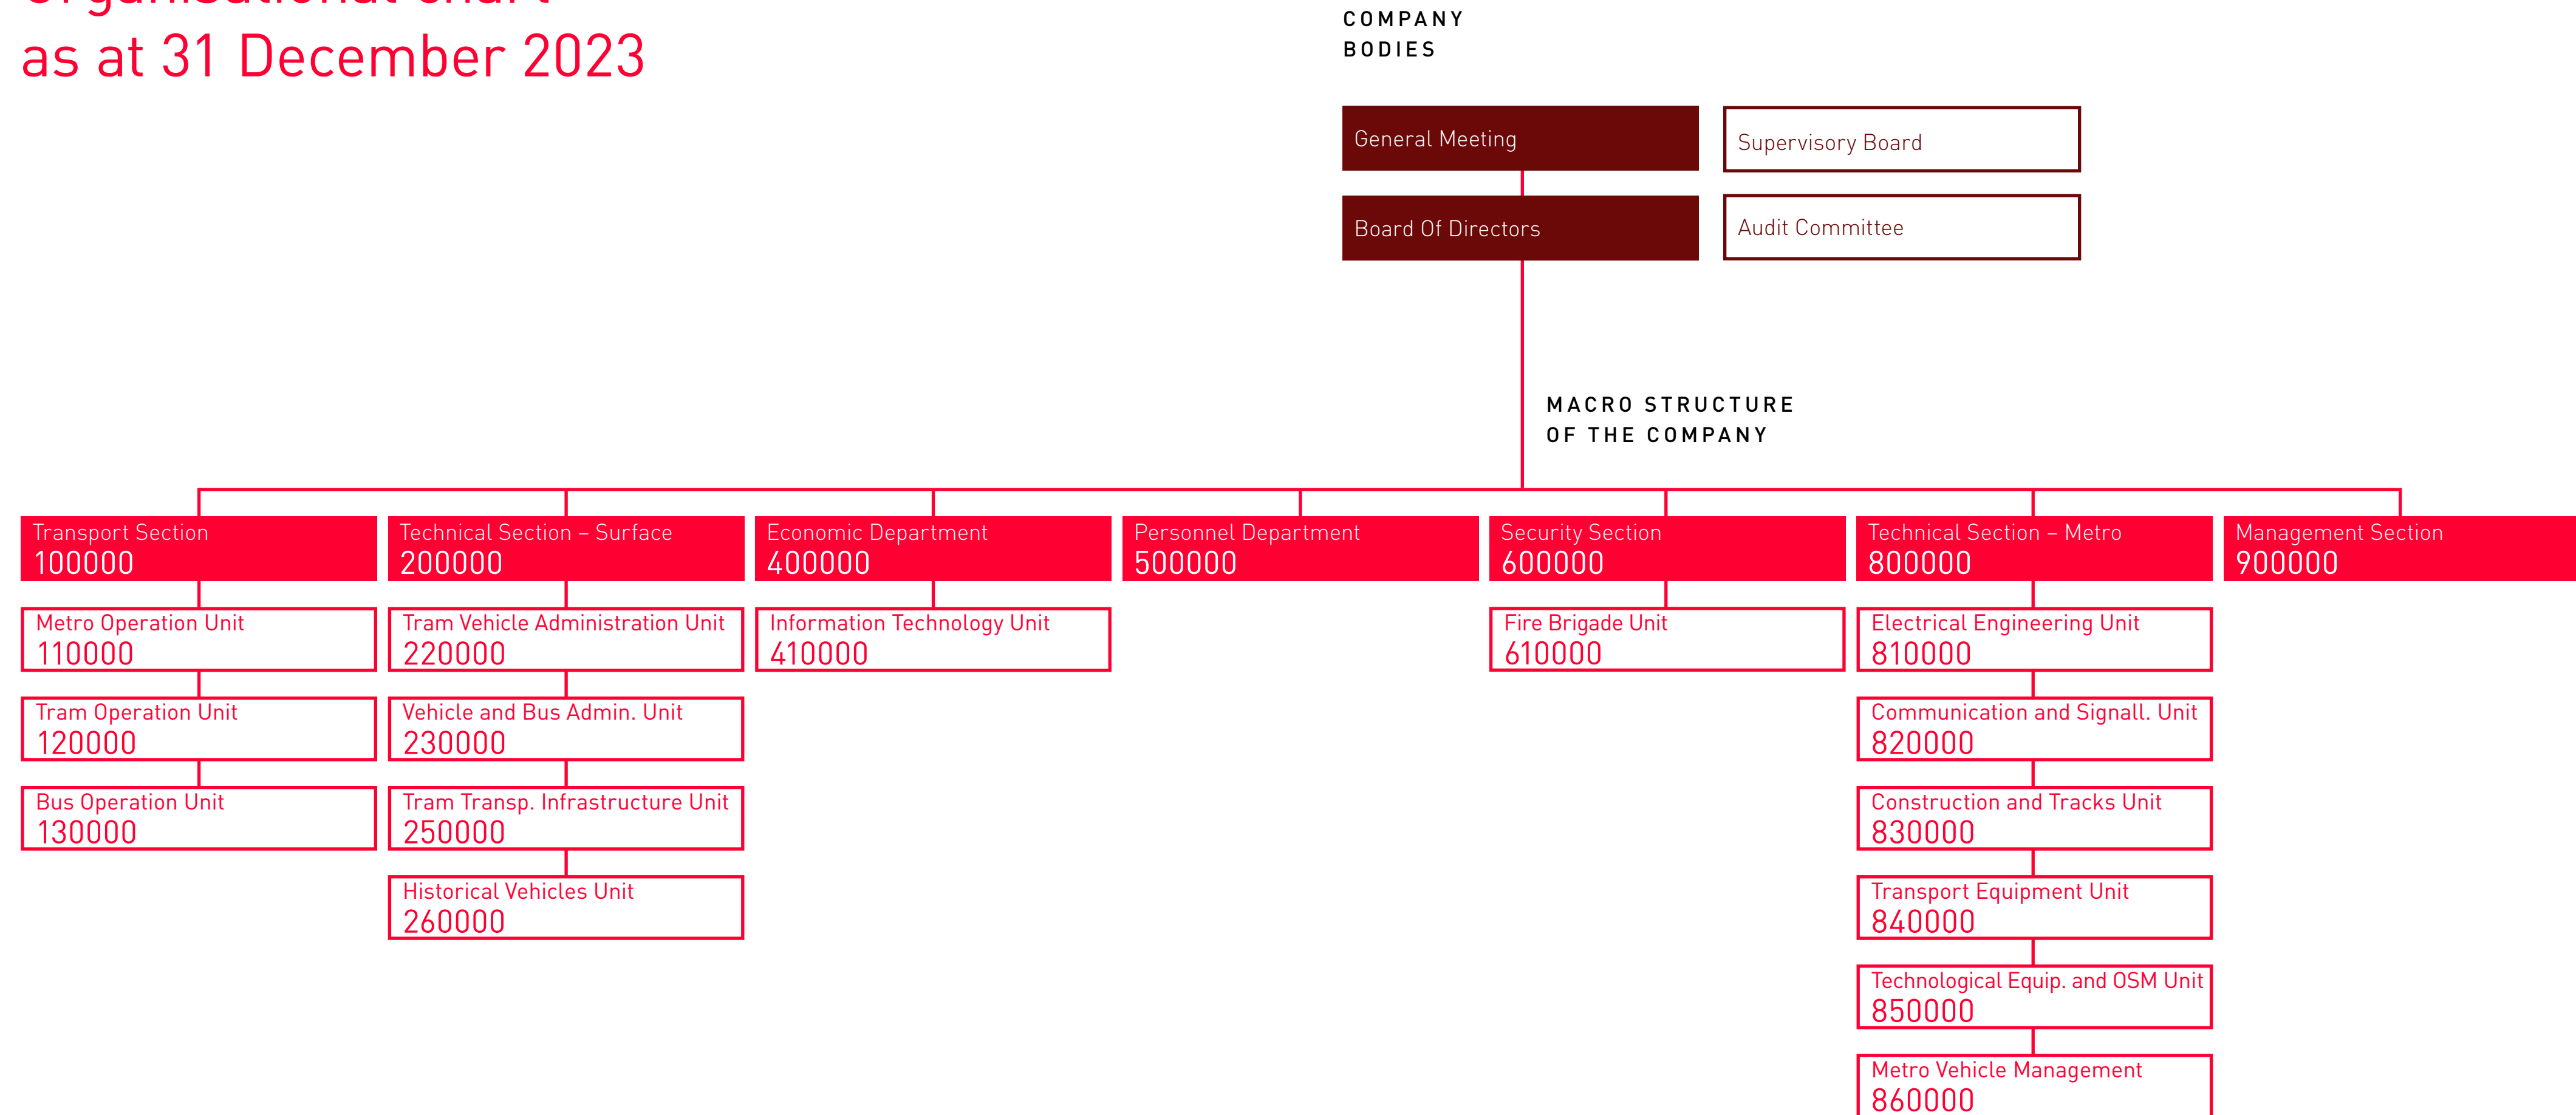 Organisational chart
as at 31 December 2023
COMPANY
BODIES
General Meeting
Supervisory Board
Board Of Directors
Audit Committee
MACRO STRUCTURE
OF THE COMPANY
Transport Section
100000
Metro Operation Unit
110000
Tram Operation Unit
120000
Bus Operation Unit
130000
Technical Section – Surface
200000
Tram Vehicle Administration Unit
220000
Vehicle and Bus Admin. Unit
230000
Tram Transp. Infrastructure Unit
250000
Historical Vehicles Unit
260000
Economic Department
400000
Information Technology Unit
410000
Personnel Department
500000
Security Section
600000
Fire Brigade Unit
610000
Technical Section – Metro
800000
Electrical Engineering Unit
810000
Communication and Signall. Unit
820000
Construction and Tracks Unit
830000
Transport Equipment Unit
840000
Technological Equip. and OSM Unit
850000
Metro Vehicle Management
860000
Management Section
900000